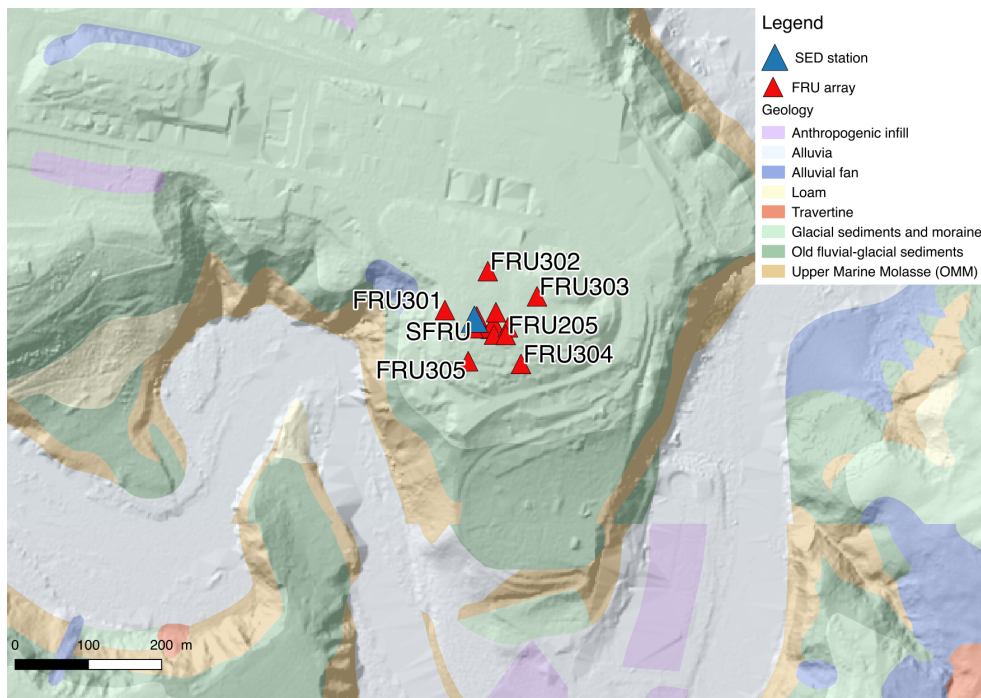 Legend
SED station
FRU array
Geology
Anthropogenic infill
Alluvia
Alluvial fan
Loam
Travertine
Glacial sediments and moraine
Old fluvial-glacial sediments
Upper Marine Molasse (OMM)
FRU302
FRU303
FRU301
SFRU
FRU205
FRU304
FRU305
0 100 200 m